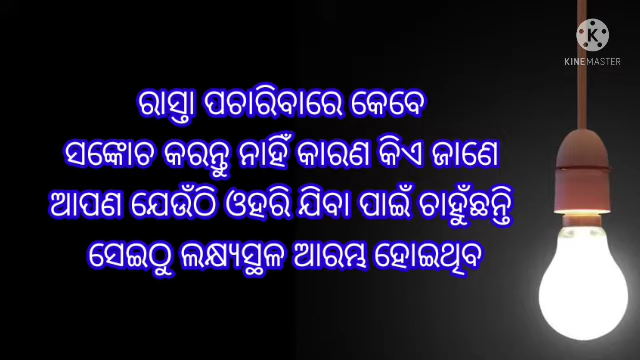 ରାସ୍ତା ପଚାରିବାରେ କେବେ
ସଙ୍କୋଚ କରନ୍ତୁ ନାହିଁ କାରଣ କିଏ ଜାଣେ
ଆପଣ ଯେଉଁଠି ଓହରି ଯିବା ପାଇଁ ଚାହୁଁଛନ୍ତି
ସେଇଠୁ ଲକ୍ଷ୍ୟସ୍ଥଳ ଆରମ୍ଭ ହୋଇଥିବ
K
KINEMASTER